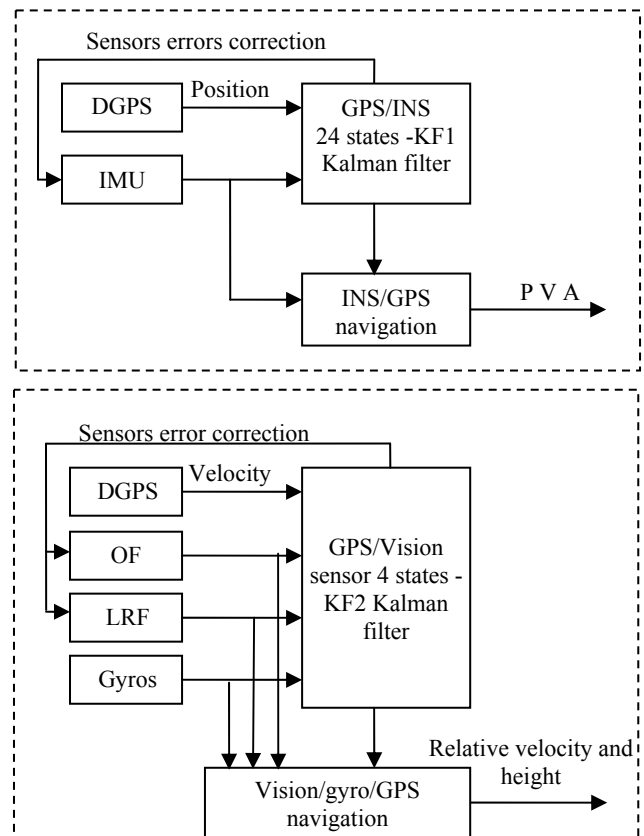 Sensors errors correction
DGPS
Position
GPS/INS
24 states -KF1
Kalman filter
IMU
INS/GPS
navigation
P V A
Sensors error correction
DGPS
Velocity
OF
LRF
Gyros
GPS/Vision
sensor 4 states -
KF2 Kalman
filter
Relative velocity and
height
Vision/gyro/GPS
navigation